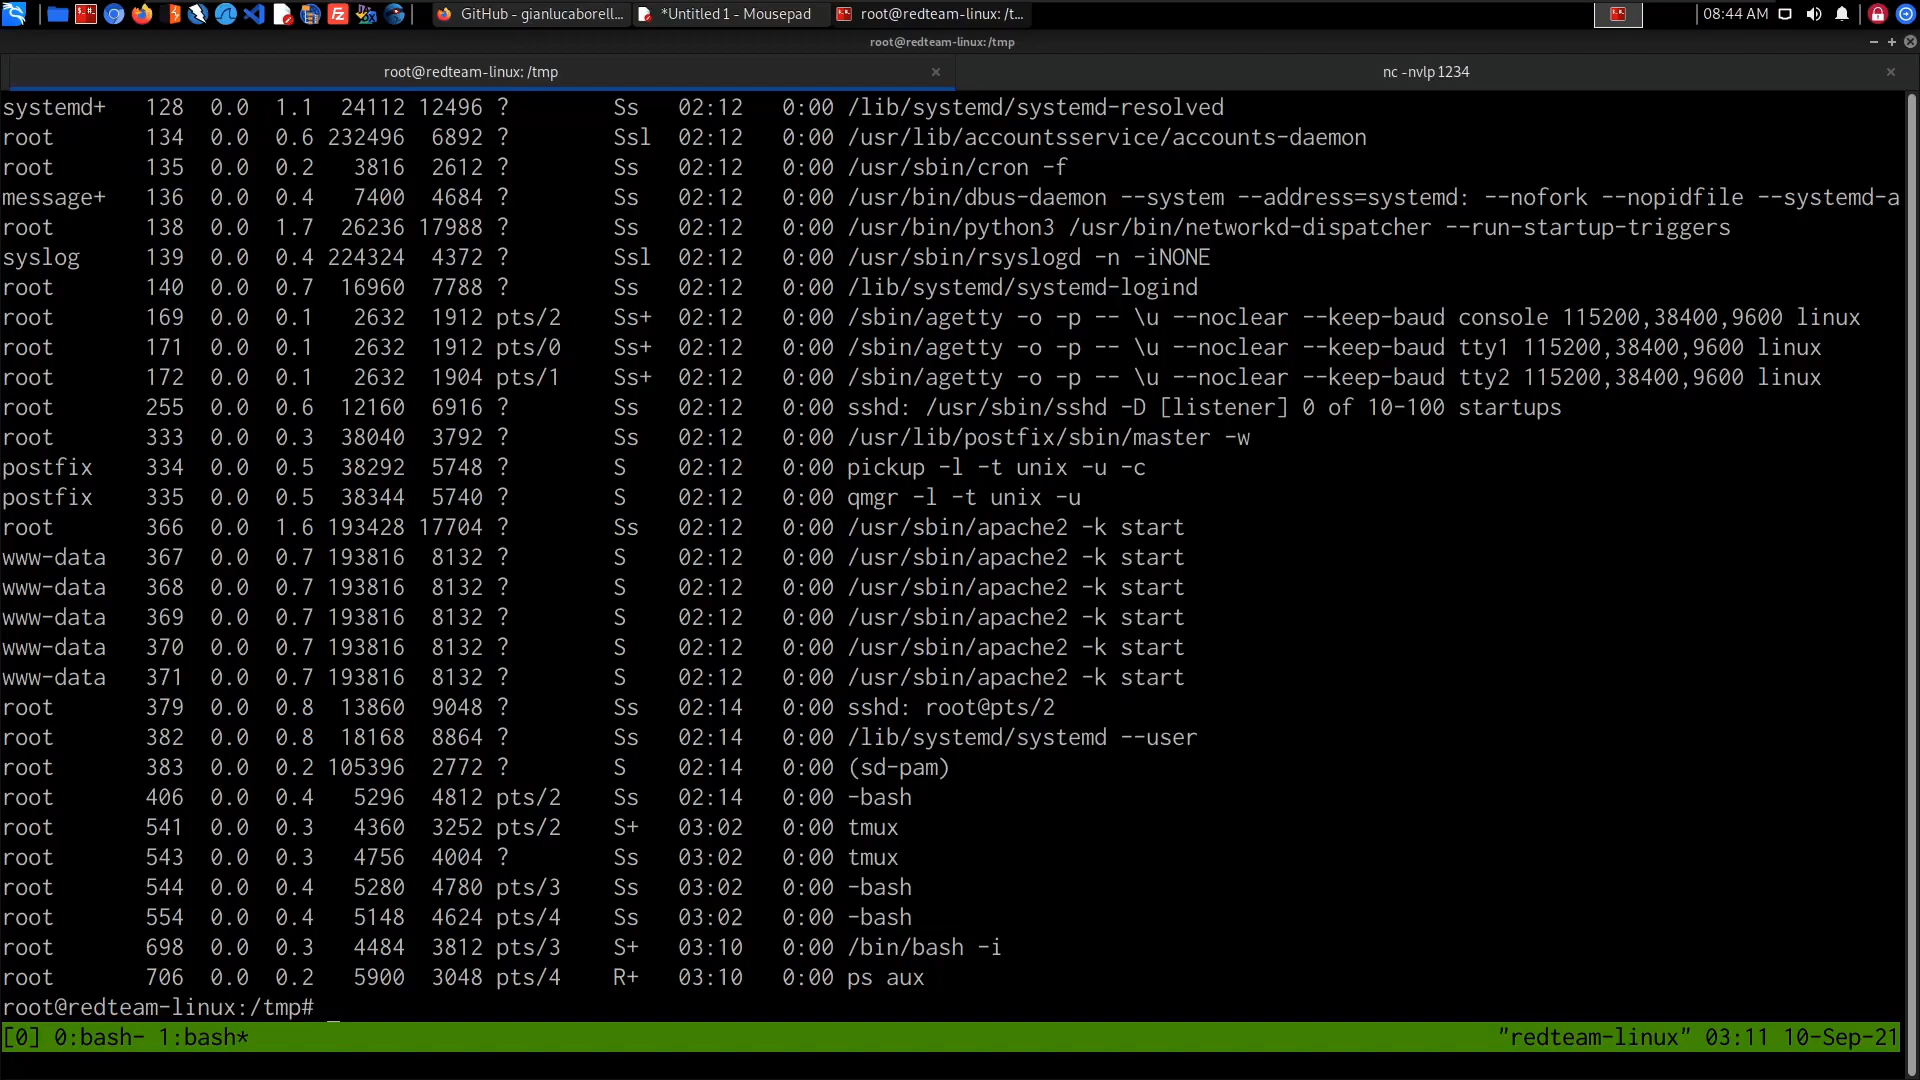 GitHub - gianlucaborell... *Untitled 1 - Mousepad root@redteam-linux: /t... 08:44 AM
root@redteam-linux:/tmp
root@redteam-linux:/tmp nc -nvlp 1234
systemd+ 128 0.0 1.1 24112 12496 ? Ss 02:12 0:00 /lib/systemd/systemd-resolved
root 134 0.0 0.6 232496 6892 ? Ssl 02:12 0:00 /usr/lib/accountsservice/accounts-daemon
root 135 0.0 0.2 3816 2612 ? Ss 02:12 0:00 /usr/sbin/cron -f
message+ 136 0.0 0.4 7400 4684 ? Ss 02:12 0:00 /usr/bin/dbus-daemon --system --address=systemd: --nofork --nopidfile --systemd-a
root 138 0.0 1.7 26236 17988 ? Ss 02:12 0:00 /usr/bin/python3 /usr/bin/networkd-dispatcher --run-startup-triggers
syslog 139 0.0 0.4 224324 4372 ? Ssl 02:12 0:00 /usr/sbin/rsyslogd -n -iNONE
root 140 0.0 0.7 16960 7788 ? Ss 02:12 0:00 /lib/systemd/systemd-logind
root 169 0.0 0.1 2632 1912 pts/2 Ss+ 02:12 0:00 /sbin/agetty -o -p -- \u --noclear --keep-baud console 115200,38400,9600 linux
root 171 0.0 0.1 2632 1912 pts/0 Ss+ 02:12 0:00 /sbin/agetty -o -p -- \u --noclear --keep-baud tty1 115200,38400,9600 linux
root 172 0.0 0.1 2632 1904 pts/1 Ss+ 02:12 0:00 /sbin/agetty -o -p -- \u --noclear --keep-baud tty2 115200,38400,9600 linux
root 255 0.0 0.6 12160 6916 ? Ss 02:12 0:00 sshd: /usr/sbin/sshd -D [listener] 0 of 10-100 startups
root 333 0.0 0.3 38040 3792 ? Ss 02:12 0:00 /usr/lib/postfix/sbin/master -w
postfix 334 0.0 0.5 38292 5748 ? S 02:12 0:00 pickup -l -t unix -u -c
postfix 335 0.0 0.5 38344 5740 ? S 02:12 0:00 qmgr -l -t unix -u
root 366 0.0 1.6 193428 17704 ? Ss 02:12 0:00 /usr/sbin/apache2 -k start
www-data 367 0.0 0.7 193816 8132 ? S 02:12 0:00 /usr/sbin/apache2 -k start
www-data 368 0.0 0.7 193816 8132 ? S 02:12 0:00 /usr/sbin/apache2 -k start
www-data 369 0.0 0.7 193816 8132 ? S 02:12 0:00 /usr/sbin/apache2 -k start
www-data 370 0.0 0.7 193816 8132 ? S 02:12 0:00 /usr/sbin/apache2 -k start
www-data 371 0.0 0.7 193816 8132 ? S 02:12 0:00 /usr/sbin/apache2 -k start
root 379 0.0 0.8 13860 9048 ? Ss 02:14 0:00 sshd: root@pts/2
root 382 0.0 0.8 18168 8864 ? Ss 02:14 0:00 /lib/systemd/systemd --user
root 383 0.0 0.2 105396 2772 ? S 02:14 0:00 (sd-pam)
root 406 0.0 0.4 5296 4812 pts/2 Ss 02:14 0:00 -bash
root 541 0.0 0.3 4360 3252 pts/2 S+ 03:02 0:00 tmux
root 543 0.0 0.3 4756 4004 ? Ss 03:02 0:00 tmux
root 544 0.0 0.4 5280 4780 pts/3 Ss 03:02 0:00 -bash
root 554 0.0 0.4 5148 4624 pts/4 Ss 03:02 0:00 -bash
root 698 0.0 0.3 4484 3812 pts/3 S+ 03:10 0:00 /bin/bash -i
root 706 0.0 0.2 5900 3048 pts/4 R+ 03:10 0:00 ps aux
root@redteam-linux:/tmp# _
[0] 0:bash- 1:bash* "redteam-linux" 03:11 10-Sep-21